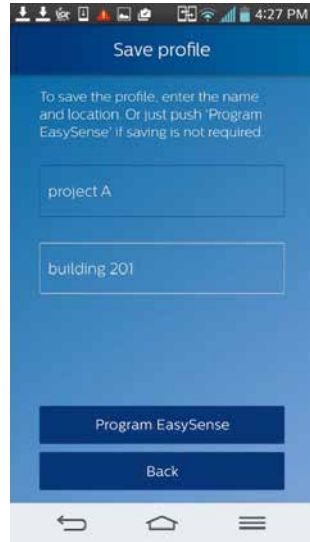 4:27 PM
Save profile
To save the profile, enter the name
and location. Or just push 'Program
EasySense' if saving is not required.
project A
building 201
Program EasySense
Back